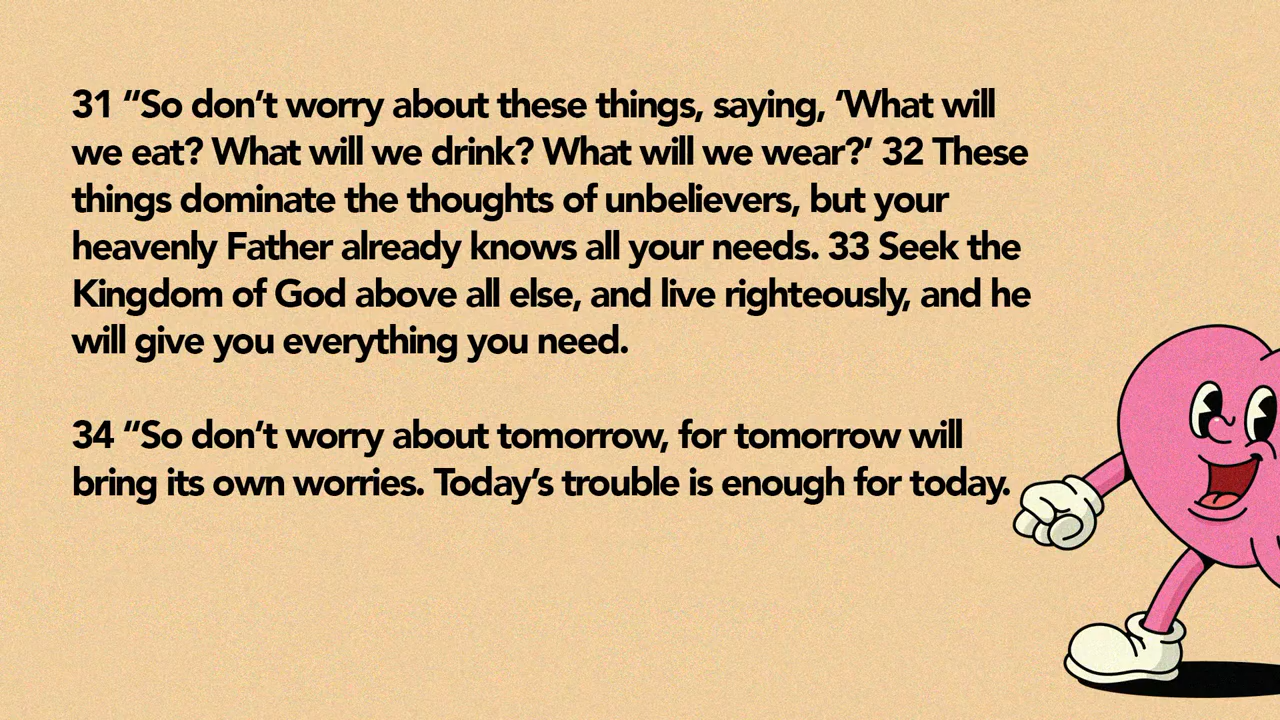 31 “So don’t worry about these things, saying, ‘What will
we eat? What will we drink? What will we wear?’ 32 These
things dominate the thoughts of unbelievers, but your
heavenly Father already knows all your needs. 33 Seek the
Kingdom of God above all else, and live righteously, and he
will give you everything you need.
34 “So don’t worry about tomorrow, for tomorrow will
bring its own worries. Today’s trouble is enough for today.